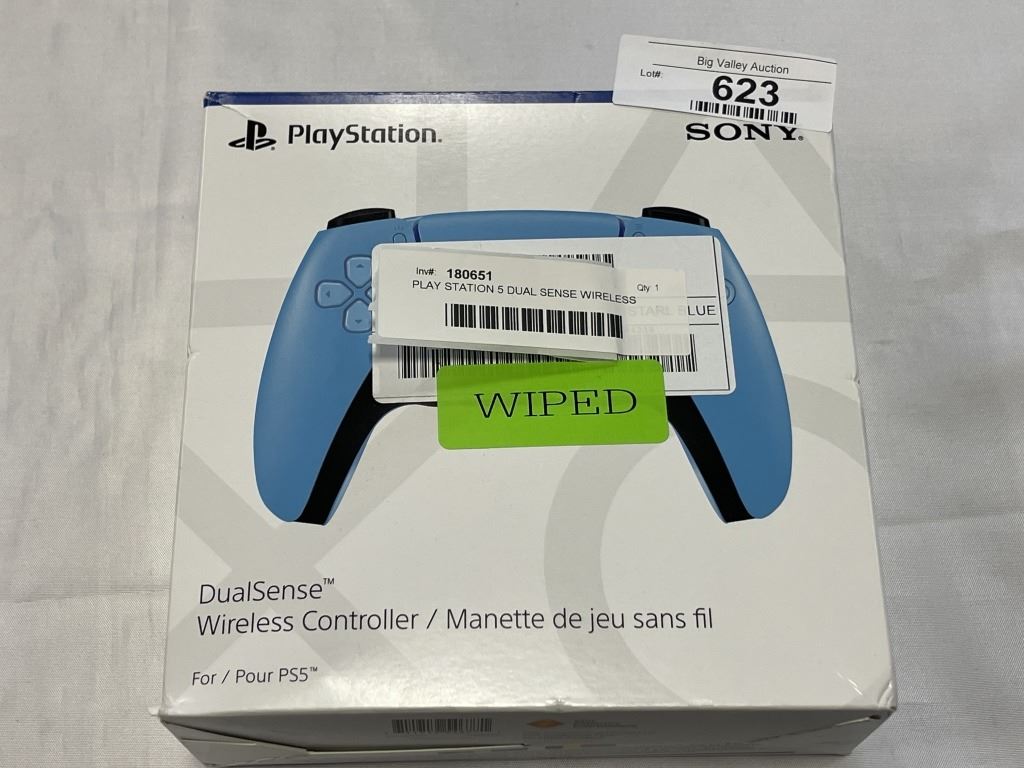 Big Valley Auction
Lot#:
623
PlayStation.
SONY.
Inv#: 180651
Qty 1
PLAY STATION 5 DUAL SENSE WIRELESS
STARL BLUE
WIPED
DualSense™
Wireless Controller / Manette de jeu sans fil
For / Pour PS5™